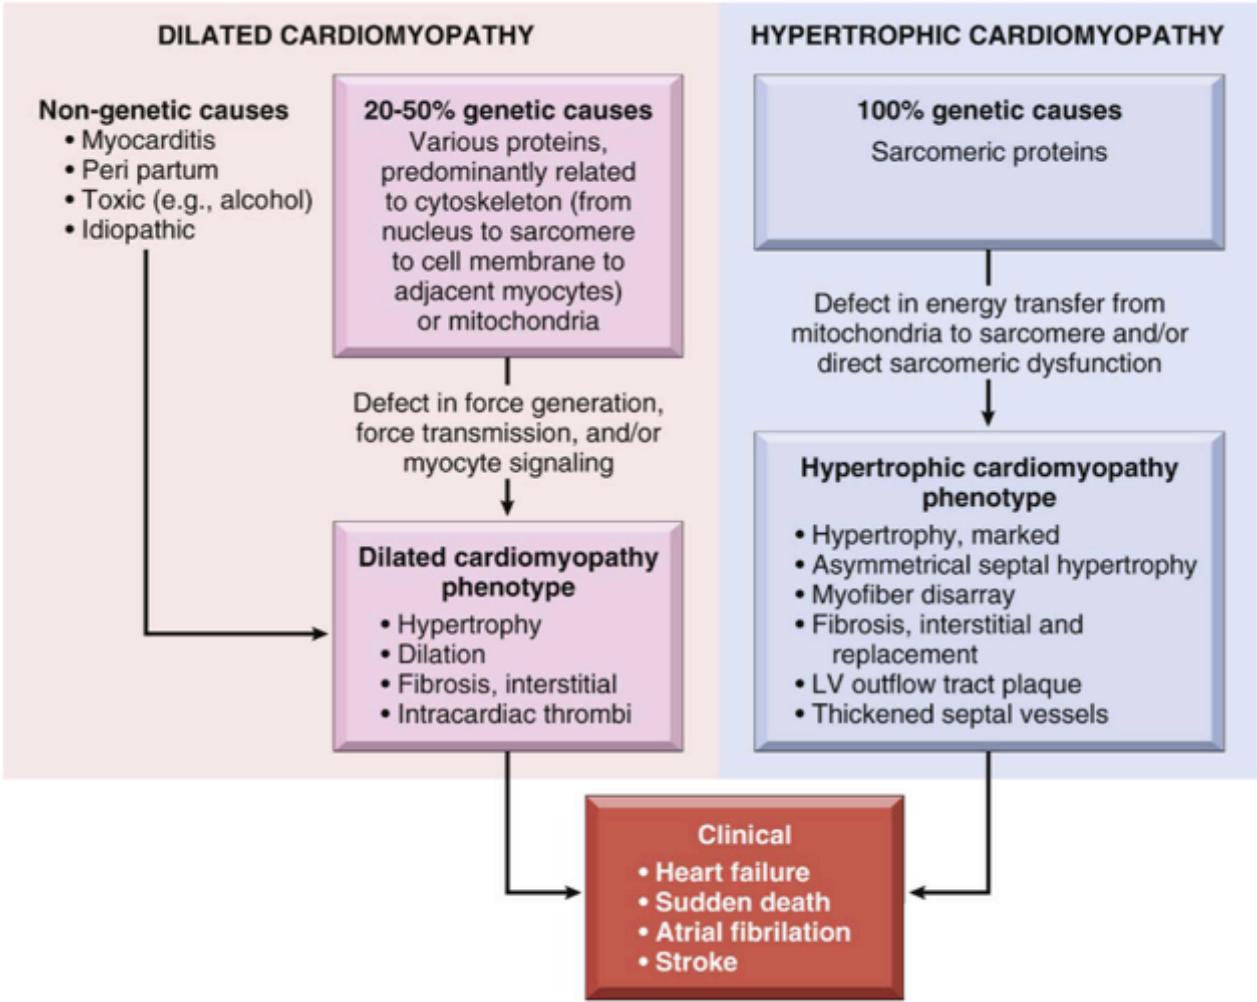 DILATED CARDIOMYOPATHY
Non-genetic causes
• Myocarditis
• Peri partum
• Toxic (e.g., alcohol)
• Idiopathic
20-50% genetic causes
Various proteins,
predominantly related
to cytoskeleton (from
nucleus to sarcomere
to cell membrane to
adjacent myocytes)
or mitochondria
Defect in force generation,
force transmission, and/or
myocyte signaling
Dilated cardiomyopathy
phenotype
• Hypertrophy
• Dilation
• Fibrosis, interstitial
• Intracardiac thrombi
HYPERTROPHIC CARDIOMYOPATHY
100% genetic causes
Sarcomeric proteins
Defect in energy transfer from
mitochondria to sarcomere and/or
direct sarcomeric dysfunction
Hypertrophic cardiomyopathy
phenotype
• Hypertrophy, marked
• Asymmetrical septal hypertrophy
• Myofiber disarray
• Fibrosis, interstitial and
replacement
• LV outflow tract plaque
• Thickened septal vessels
Clinical
• Heart failure
• Sudden death
• Atrial fibrilation
• Stroke